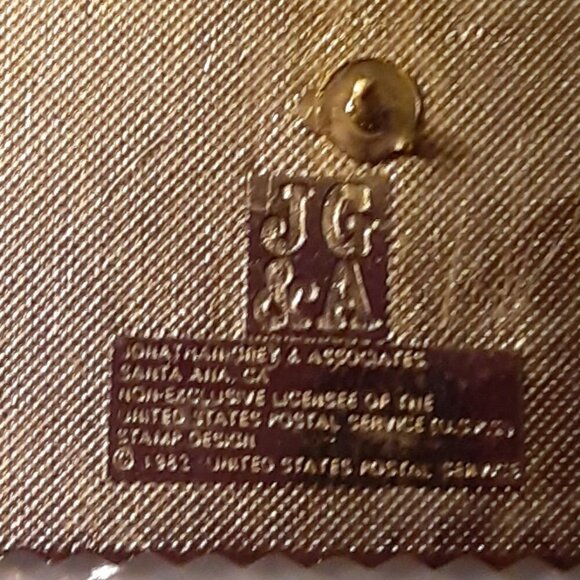 JG
&A
JONATHAN GREY & ASSOCIATES
SANTA ANA, CA
NON-EXCLUSIVE LICENSEE OF THE
UNITED STATES POSTAL SERVICE (U.S.P.S.)
STAMP DESIGN
© 1982 UNITED STATES POSTAL SERVICE